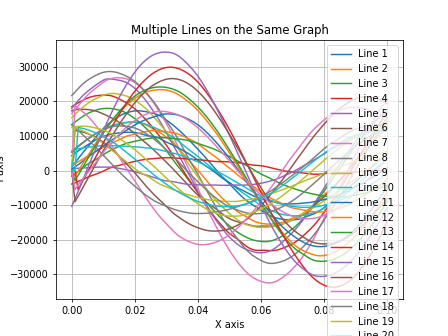 Multiple Lines on the Same Graph
30000
20000
10000
0
−10000
−20000
−30000
0.00
0.02
0.04
0.06
X axis
Line 1
Line 2
Line 3
Line 4
Line 5
Line 6
Line 7
Line 8
Line 9
Line 10
Line 11
Line 12
Line 13
Line 14
Line 15
Line 16
Line 17
Line 18
Line 19